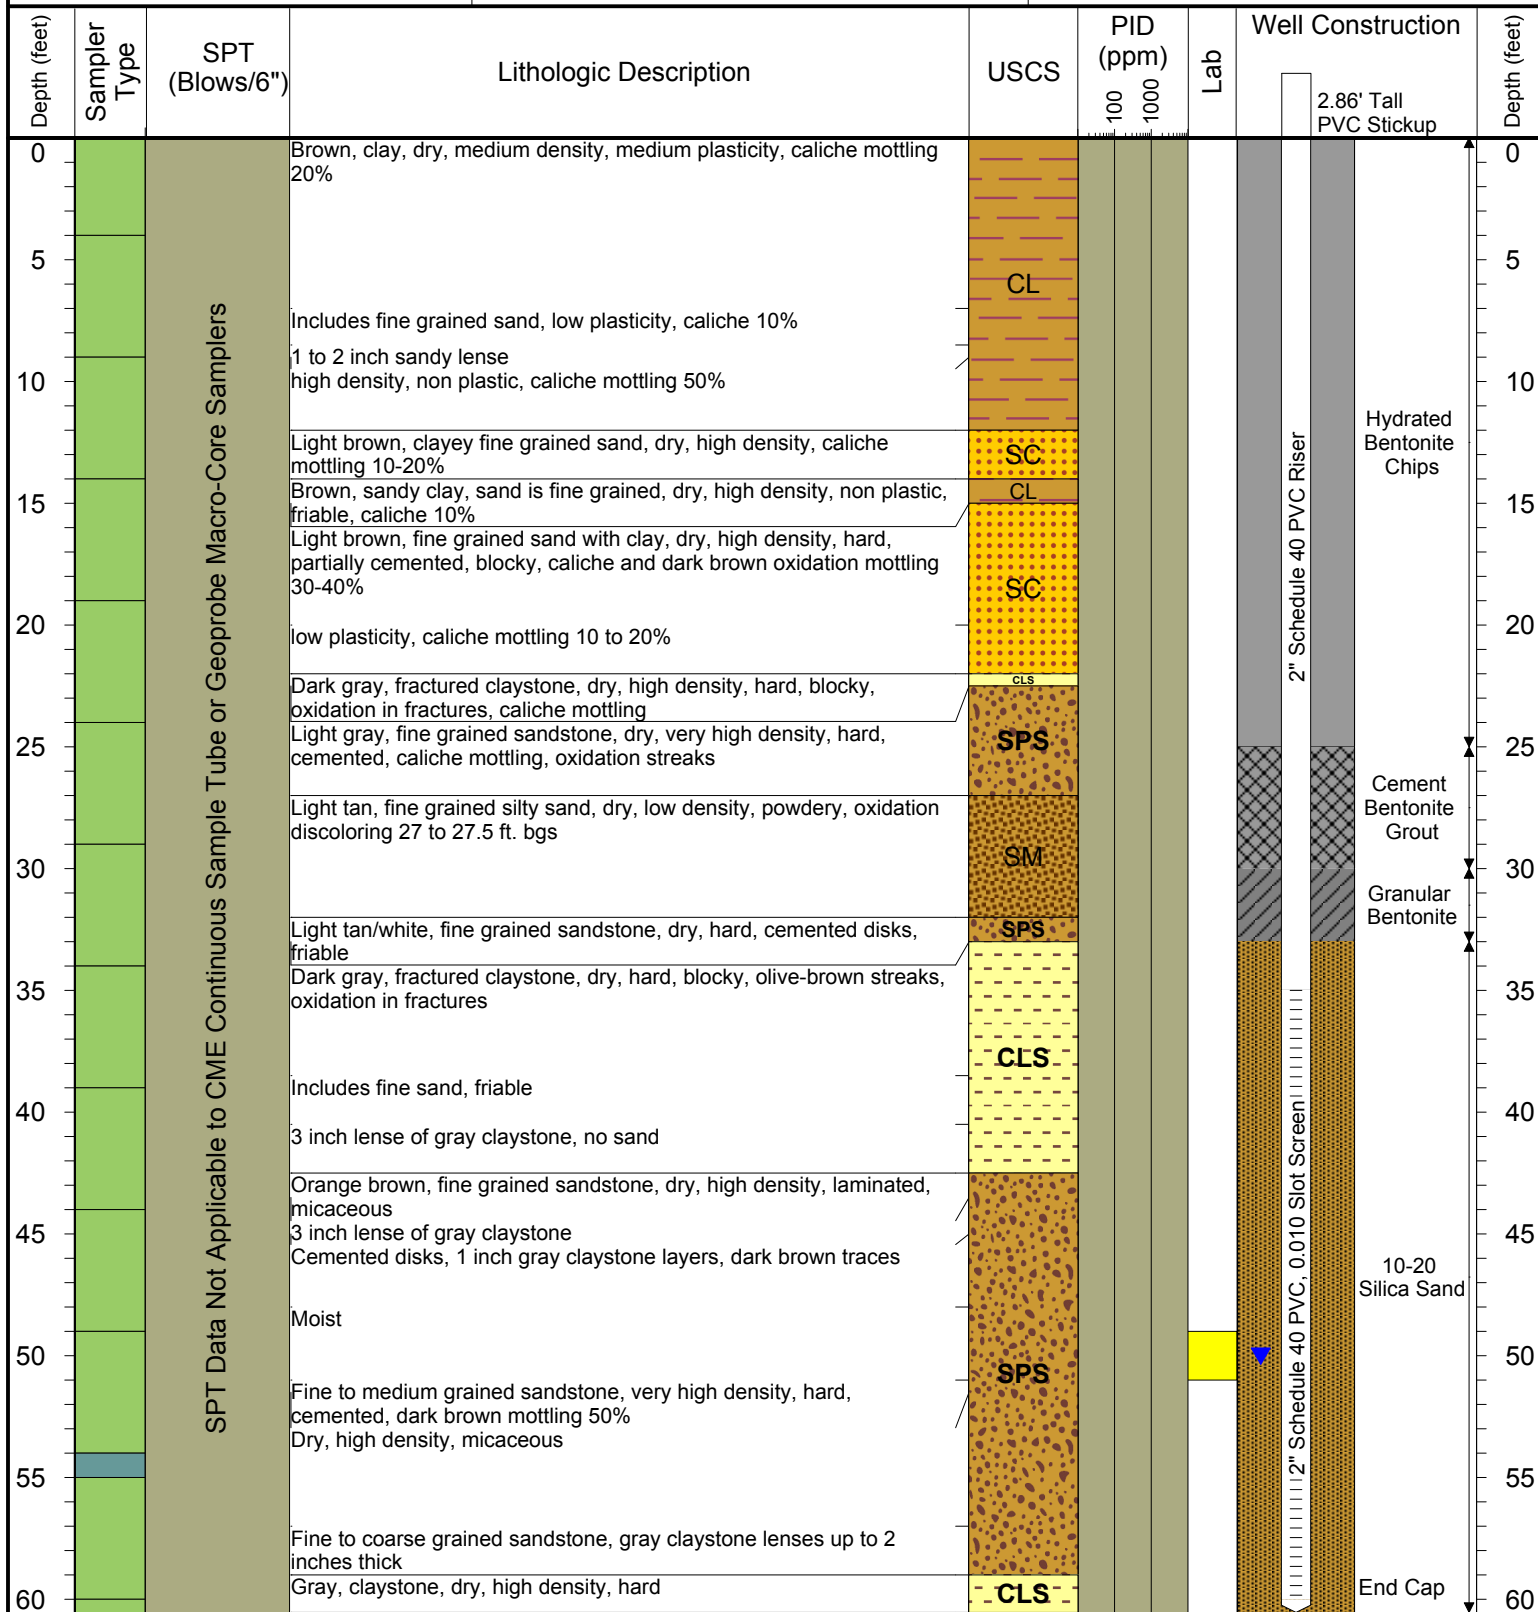 Depth (feet)
Sampler
Type
SPT
(Blows/6")
Lithologic Description
USCS
PID
(ppm)
100
1000
Lab
Well Construction
2.86' Tall
PVC Stickup
Depth (feet)
0
5
10
15
20
25
30
35
40
45
50
55
60
SPT Data Not Applicable to CME Continuous Sample Tube or Geoprobe Macro-Core Samplers
Brown, clay, dry, medium density, medium plasticity, caliche mottling
20%
Includes fine grained sand, low plasticity, caliche 10%
1 to 2 inch sandy lense
high density, non plastic, caliche mottling 50%
Light brown, clayey fine grained sand, dry, high density, caliche
mottling 10-20%
Brown, sandy clay, sand is fine grained, dry, high density, non plastic,
friable, caliche 10%
Light brown, fine grained sand with clay, dry, high density, hard,
partially cemented, blocky, caliche and dark brown oxidation mottling
30-40%
low plasticity, caliche mottling 10 to 20%
Dark gray, fractured claystone, dry, high density, hard, blocky,
oxidation in fractures, caliche mottling
Light gray, fine grained sandstone, dry, very high density, hard,
cemented, caliche mottling, oxidation streaks
Light tan, fine grained silty sand, dry, low density, powdery, oxidation
discoloring 27 to 27.5 ft. bgs
Light tan/white, fine grained sandstone, dry, hard, cemented disks,
friable
Dark gray, fractured claystone, dry, hard, blocky, olive-brown streaks,
oxidation in fractures
Includes fine sand, friable
3 inch lense of gray claystone, no sand
Orange brown, fine grained sandstone, dry, high density, laminated,
micaceous
3 inch lense of gray claystone
Cemented disks, 1 inch gray claystone layers, dark brown traces
Moist
Fine to medium grained sandstone, very high density, hard,
cemented, dark brown mottling 50%
Dry, high density, micaceous
Fine to coarse grained sandstone, gray claystone lenses up to 2
inches thick
Gray, claystone, dry, high density, hard
CL
SC
CL
SC
CLS
SPS
SM
SPS
CLS
SPS
CLS
2" Schedule 40 PVC Riser
2" Schedule 40 PVC, 0.010 Slot Screen
Hydrated
Bentonite
Chips
Cement
Bentonite
Grout
Granular
Bentonite
10-20
Silica Sand
End Cap
0
5
10
15
20
25
30
35
40
45
50
55
60